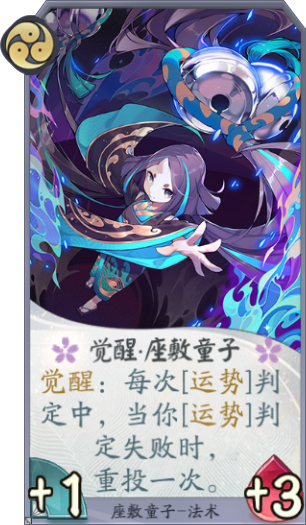 觉醒·座敷童子
觉醒：每次[运势]判
定中，当你[运势]判
定失败时，
重投一次。
+1
座敷童子-法术
+3